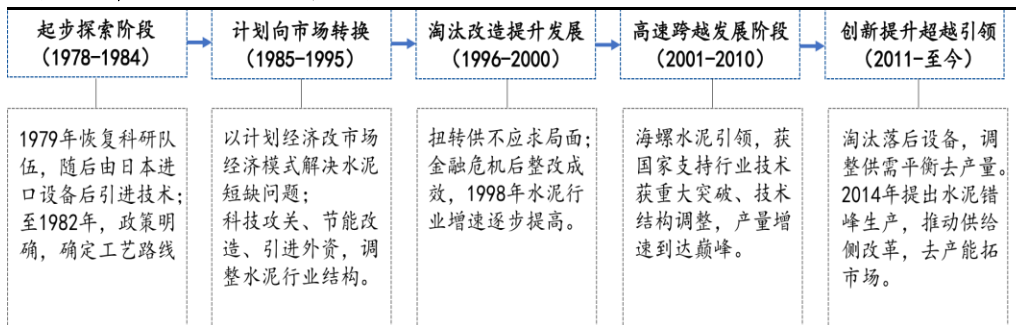 起步探索阶段
(1978-1984)
计划向市场转换
(1985-1995)
淘汰改造提升发展
(1996-2000)
高速跨越发展阶段
(2001-2010)
创新提升超越引领
(2011-至今)
1979年恢复科研队
伍，随后由日本进
口设备后引进技术；
至1982年，政策明
确，确定工艺路线
以计划经济改市场
经济模式解决水泥
短缺问题；
科技攻关、节能改
造、引进外资，调
整水泥行业结构。
扭转供不应求局面；
金融危机后整改成
效，1998年水泥行
业增速逐步提高。
海螺水泥引领，获
国家支持行业技术
获重大突破、技术
结构调整，产量增
速到达巅峰。
淘汰落后设备，调
整供需平衡去产量。
2014年提出水泥错
峰生产，推动供给
侧改革，去产能拓
市场。